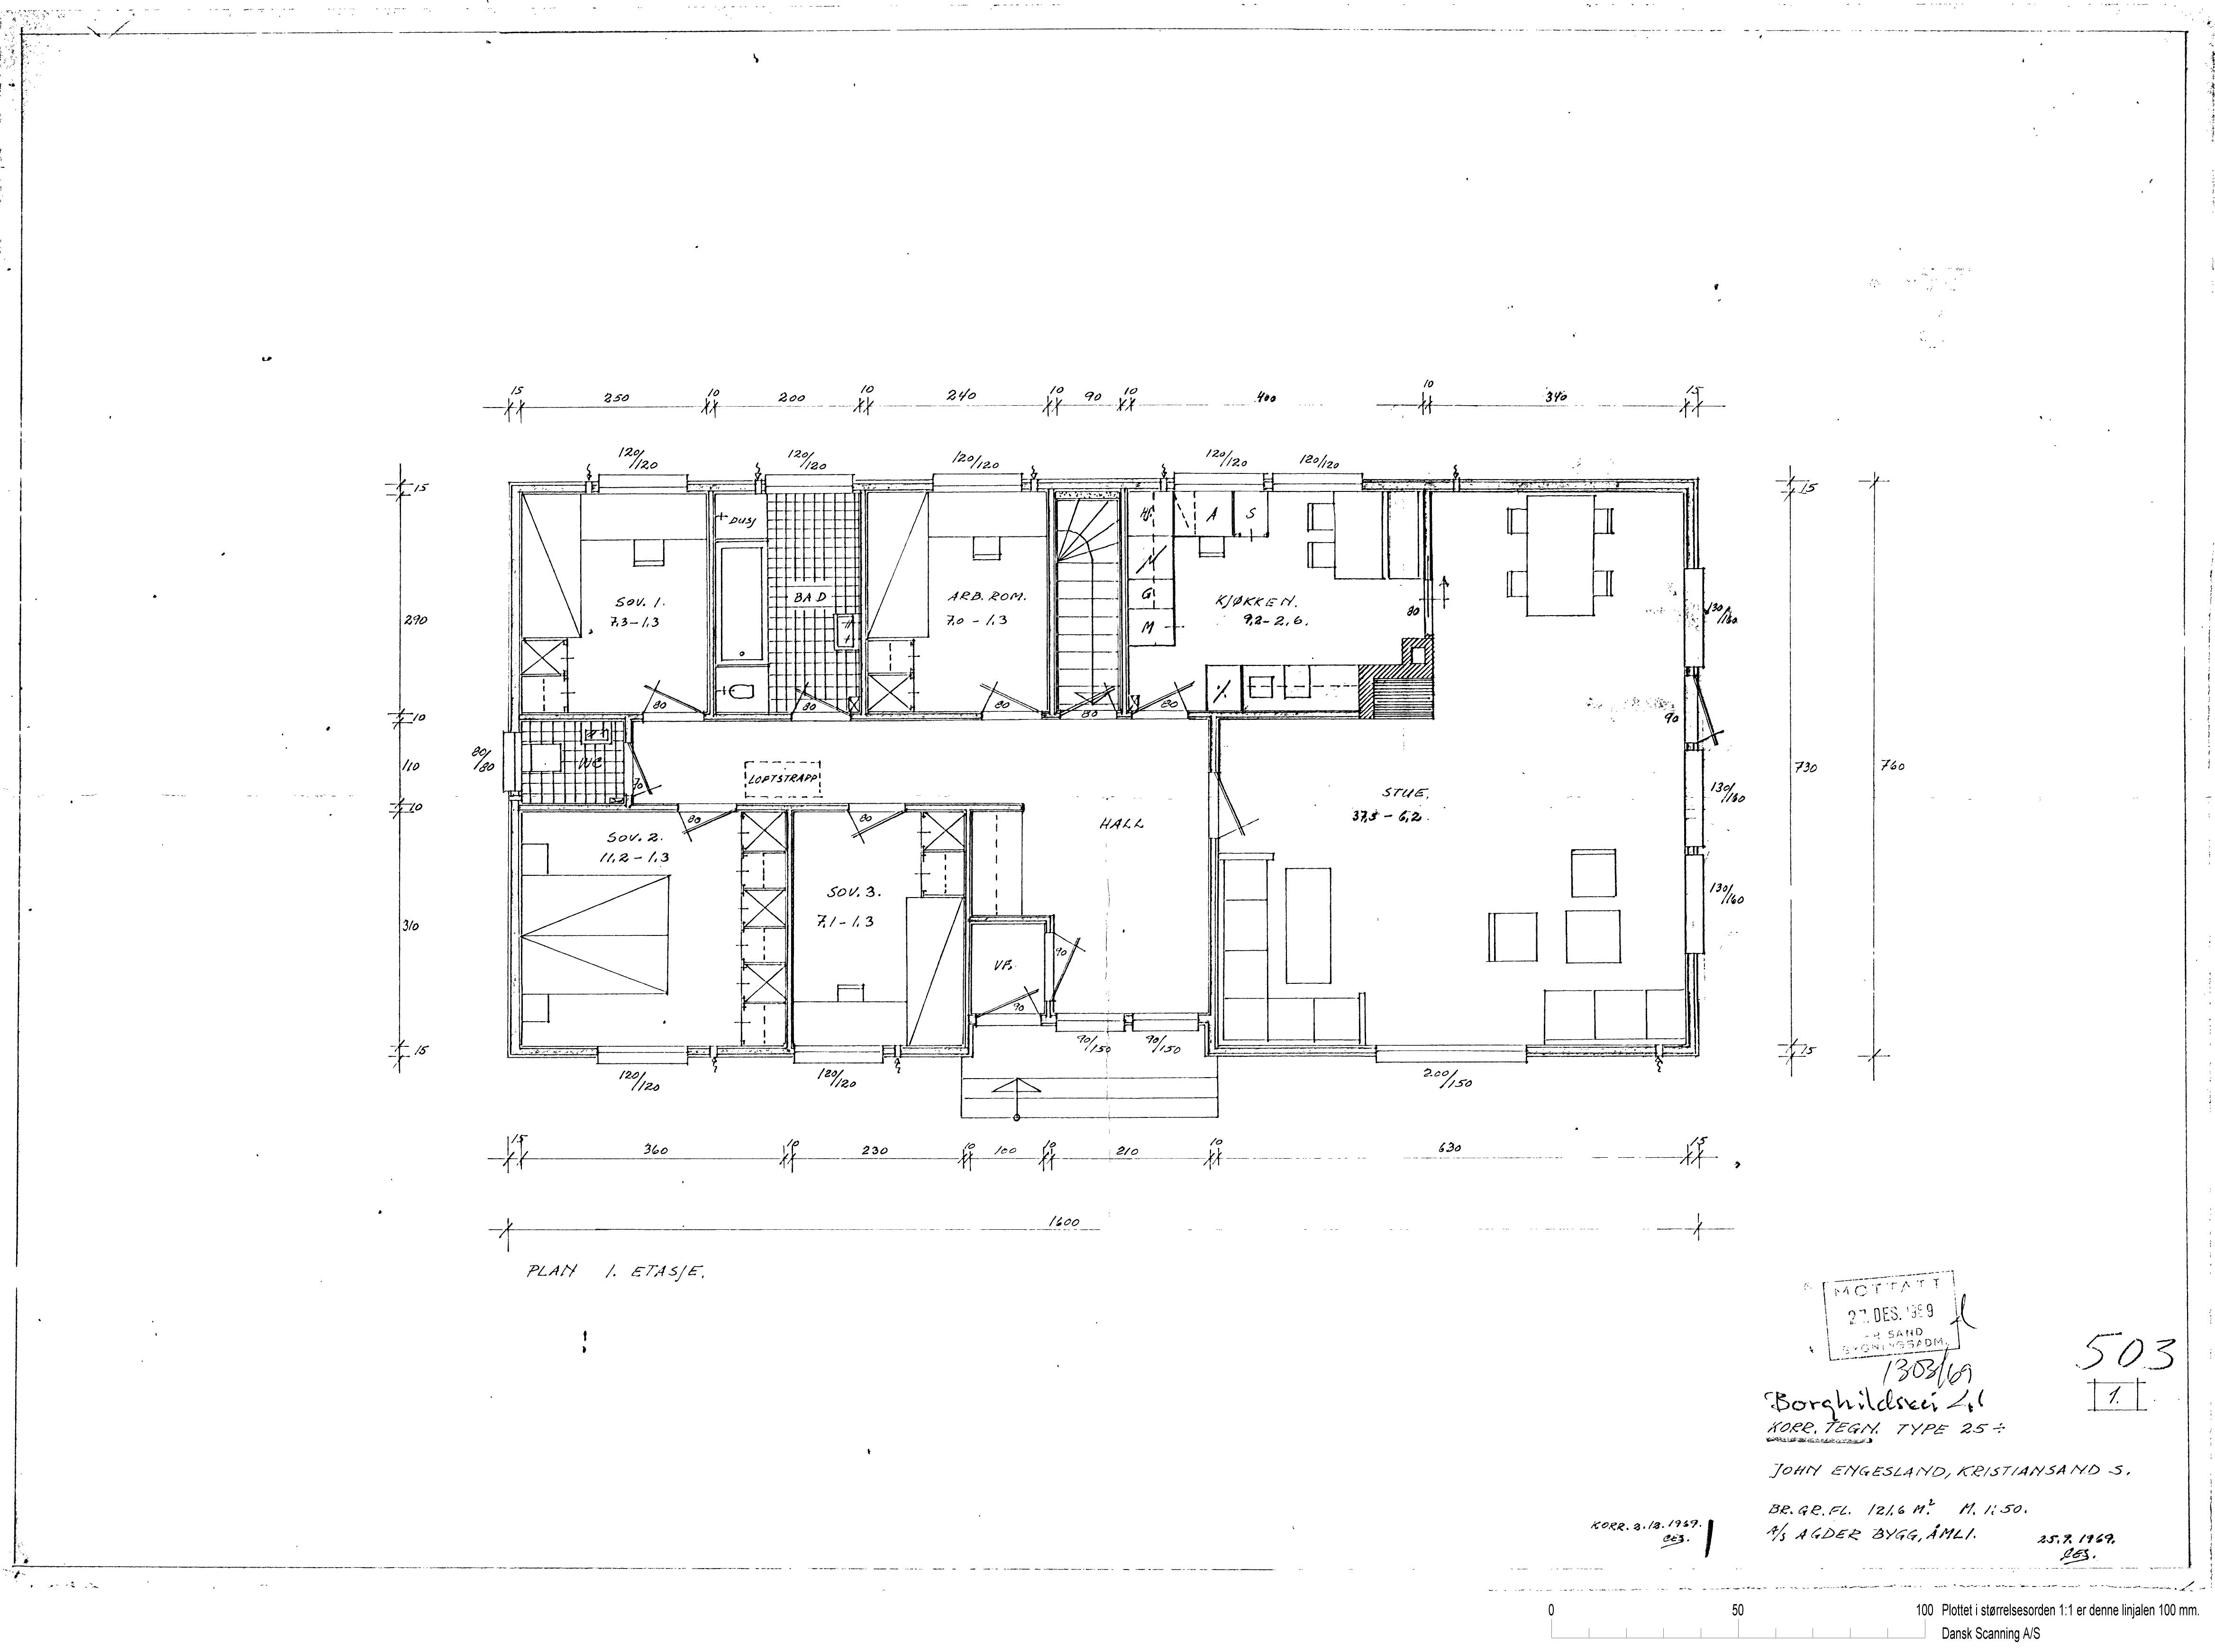 15 250 10 200 10 240 10 90 10 400 10 340 15
120/120 120/120 120/120 120/120 120/120
15 290 10 110 10 310 15
DUSJ
BAD
SOV. 1.
7,3 – 1,3
ARB. ROM.
7,0 – 1,3
H. A S
G
M
KJØKKEN.
9,2 – 2,6.
80
80 80 80 80 80
80/80
WC
70
LOFTSTRAPP
HALL
STUE.
37,5 – 6,2.
130/160
90
130/160
130/160
15 730 15
760
SOV. 2.
11,2 – 1,3
80
80
SOV. 3.
7,1 – 1,3
VF.
90
90
90/150 90/150
120/120 120/120 200/150
15 360 10 230 10 100 10 210 10 630 15
1600
PLAN 1. ETASJE.
MOTTATT
27. DES. 1969
SAND
BYGNINGSADM.
1303/69
503
1.
Borghildsvei
KORR. TEGN. TYPE 25 ÷
JOHN ENGESLAND, KRISTIANSAND S.
BR. GR. FL. 121,6 M². M. 1:50.
A/S AGDER BYGG, ÅMLI.
25.9.1969.
KORR. 2.12.1969.
0 50 100 Plottet i størrelsesorden 1:1 er denne linjalen 100 mm.
Dansk Scanning A/S